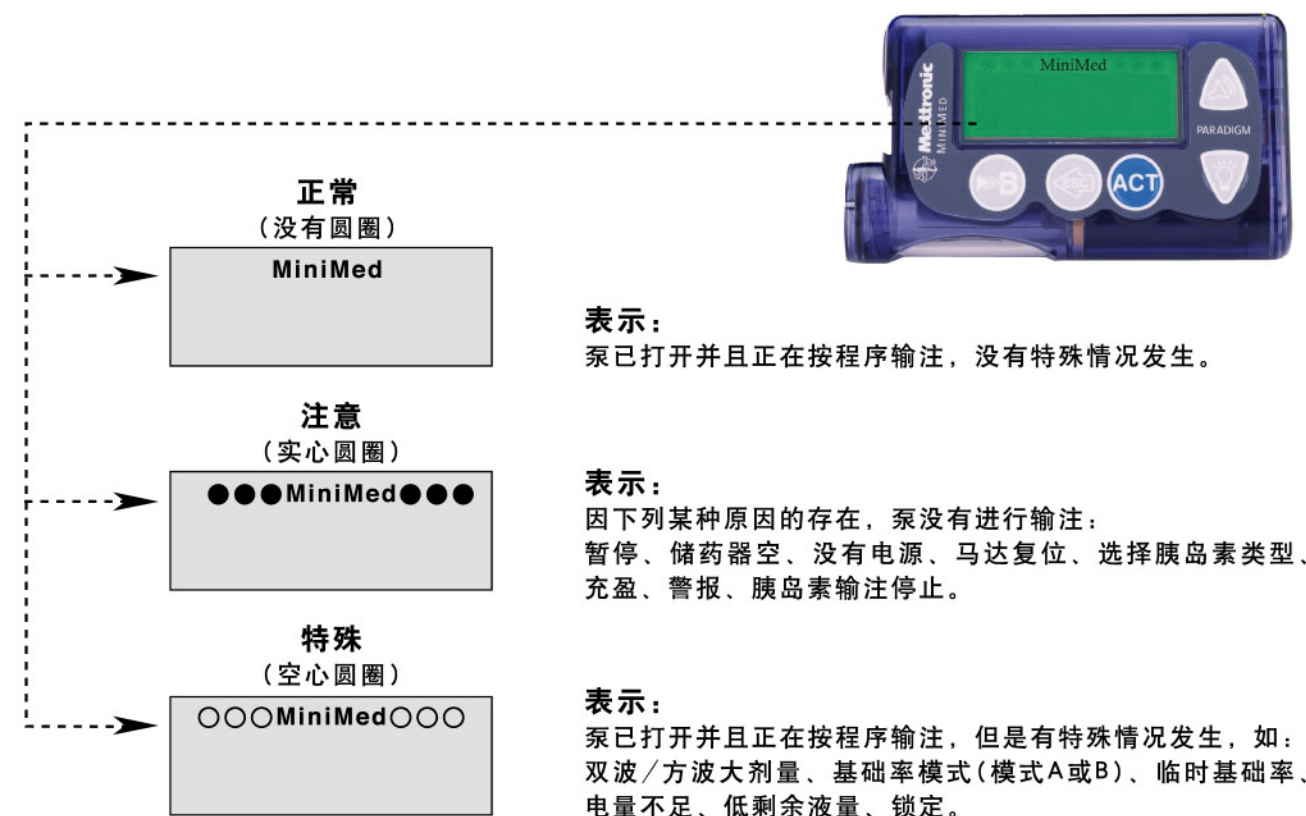 MiniMed
Medtronic
MINIMED
PARADIGM
B
ESC
ACT
正常
（没有圆圈）
MiniMed
表示：
泵已打开并且正在按程序输注，没有特殊情况发生。
注意
（实心圆圈）
●●●MiniMed●●●
表示：
因下列某种原因的存在，泵没有进行输注：
暂停、储药器空、没有电源、马达复位、选择胰岛素类型、
充盈、警报、胰岛素输注停止。
特殊
（空心圆圈）
○○○MiniMed○○○
表示：
泵已打开并且正在按程序输注，但是有特殊情况发生，如：
双波/方波大剂量、基础率模式(模式A或B)、临时基础率、
电量不足、低剩余液量、锁定。